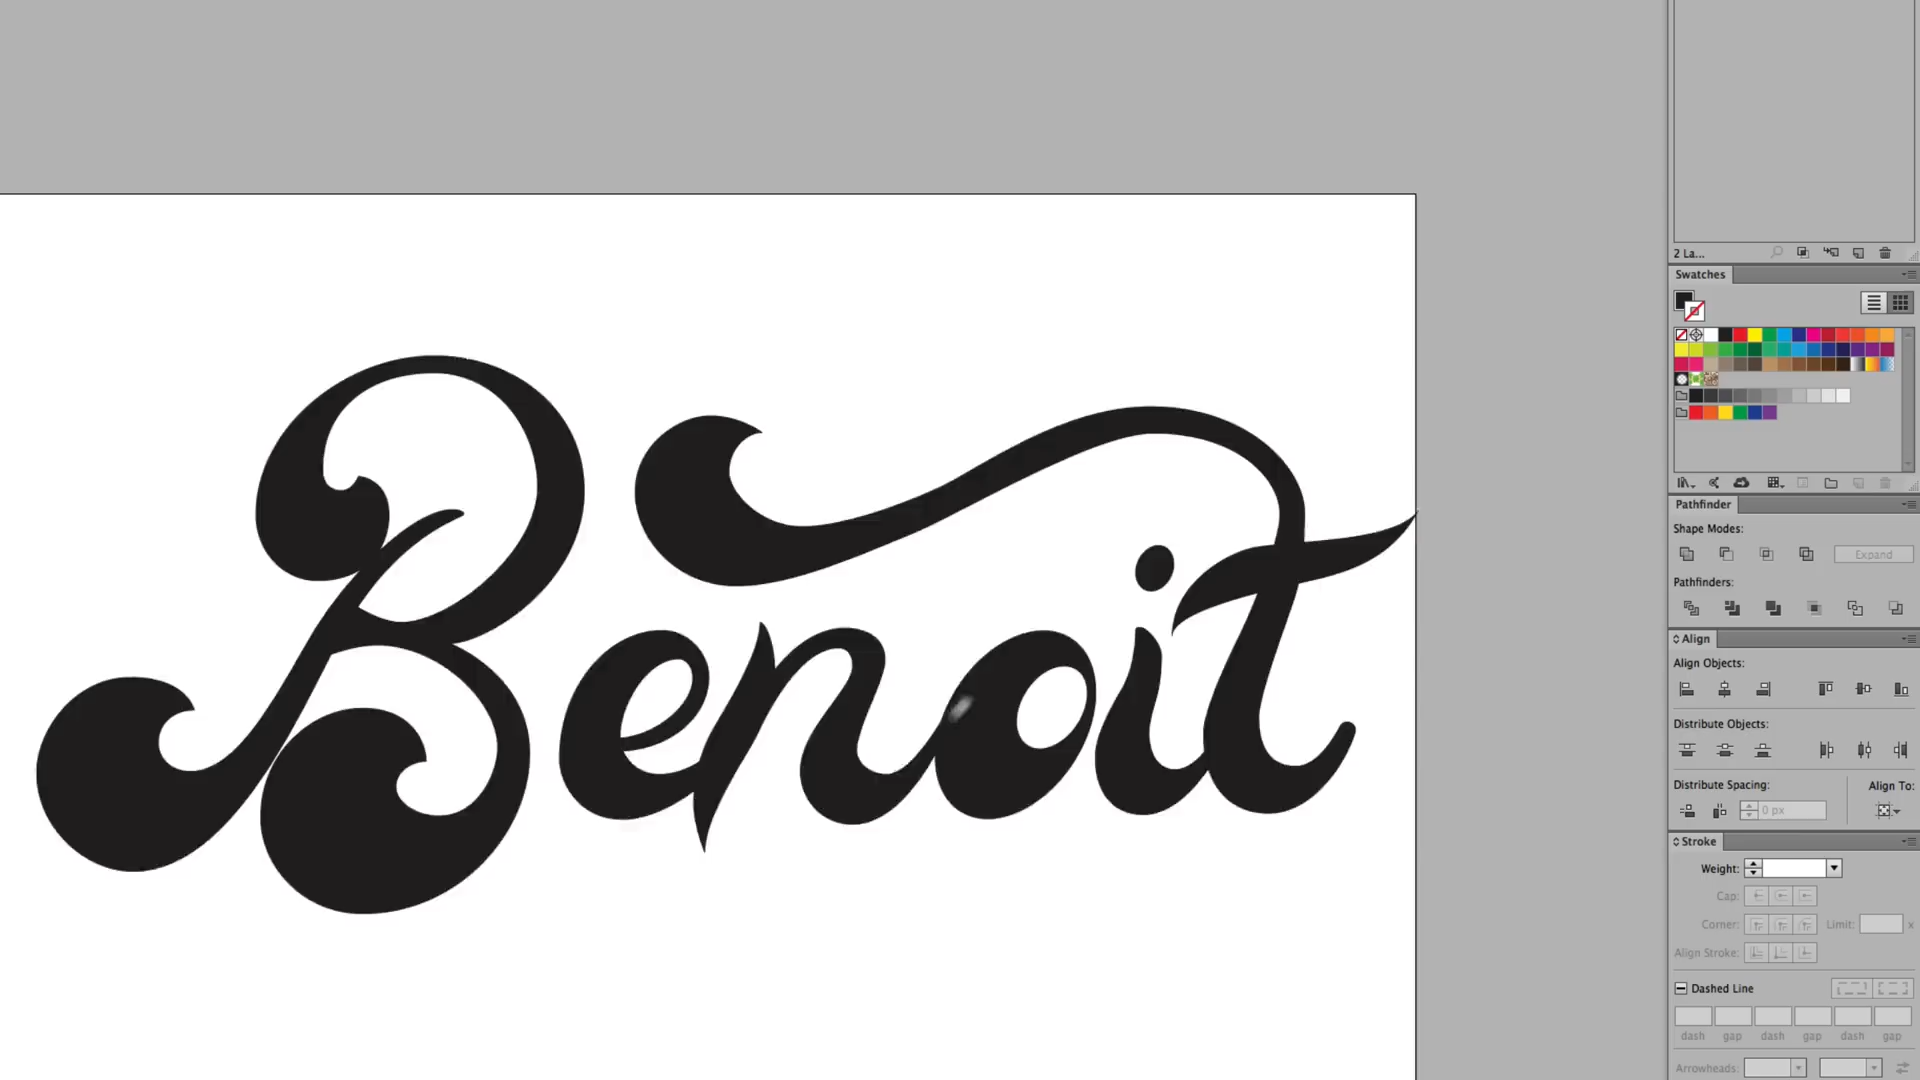 Benoit
2 La...
Swatches
Pathfinder
Shape Modes:
Expand
Pathfinders:
Align
Align Objects:
Distribute Objects:
Distribute Spacing:
Align To:
0 px
Stroke
Weight:
Cap:
Corner:
Limit:
x
Align Stroke:
Dashed Line
dash gap dash gap dash gap
Arrowheads: